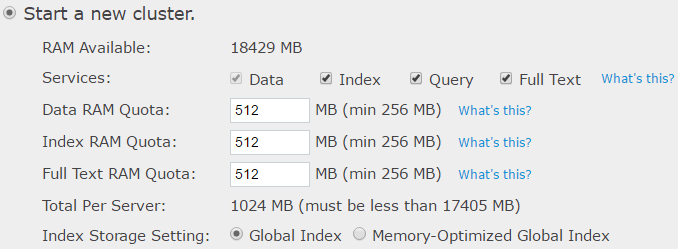 Start a new cluster.
RAM Available: 18429 MB
Services: Data Index Query Full Text What's this?
Data RAM Quota: 512 MB (min 256 MB) What's this?
Index RAM Quota: 512 MB (min 256 MB) What's this?
Full Text RAM Quota: 512 MB (min 256 MB) What's this?
Total Per Server: 1024 MB (must be less than 17405 MB)
Index Storage Setting: Global Index Memory-Optimized Global Index